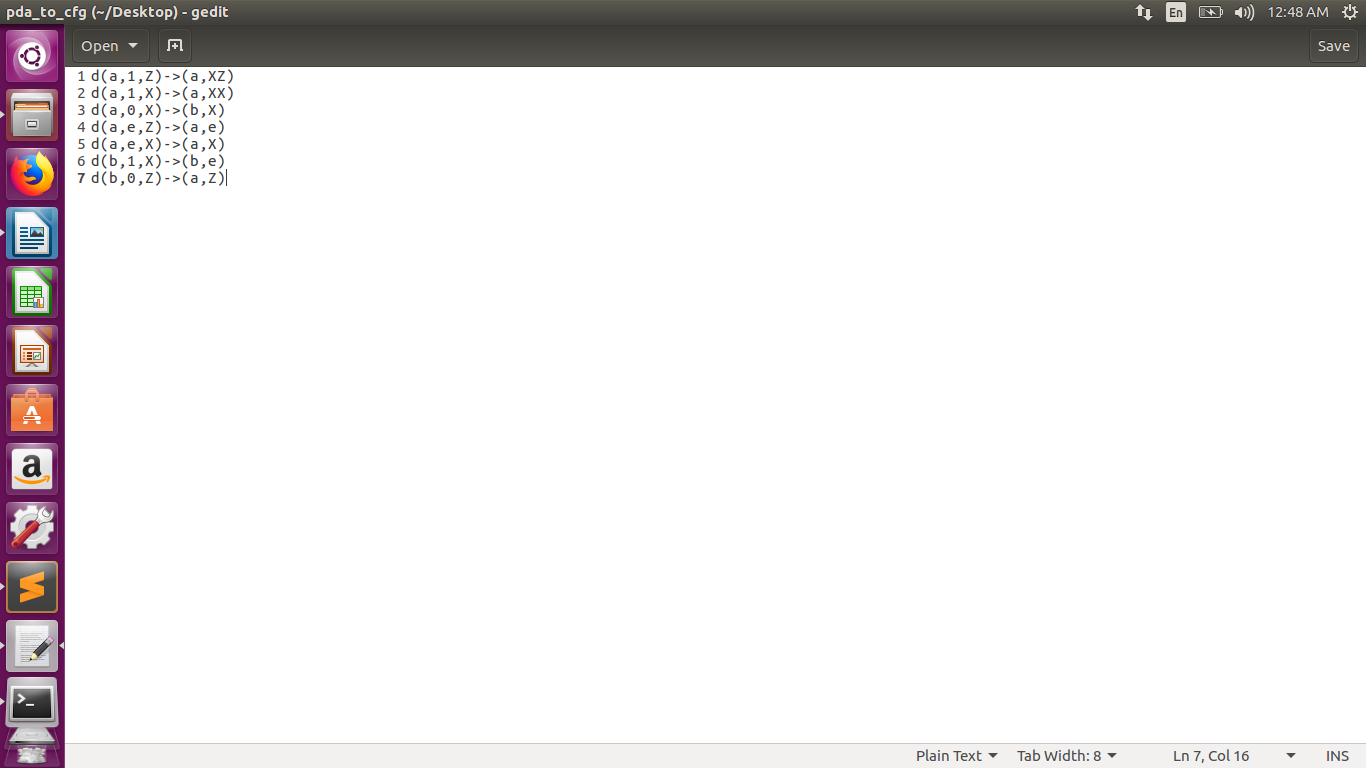 pda_to_cfg (~/Desktop) - gedit
En
12:48 AM
Open
Save
1 d(a,1,Z)->(a,XZ)
2 d(a,1,X)->(a,XX)
3 d(a,0,X)->(b,X)
4 d(a,e,Z)->(a,e)
5 d(a,e,X)->(a,X)
6 d(b,1,X)->(b,e)
7 d(b,0,Z)->(a,Z)
A
a
>_
Plain Text
Tab Width: 8
Ln 7, Col 16
INS